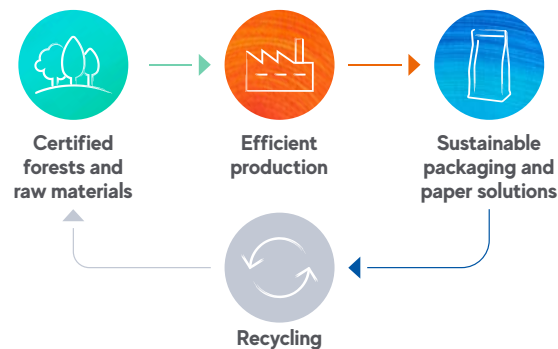 Certified
forests and
raw materials
Efficient
production
Sustainable
packaging and
paper solutions
Recycling